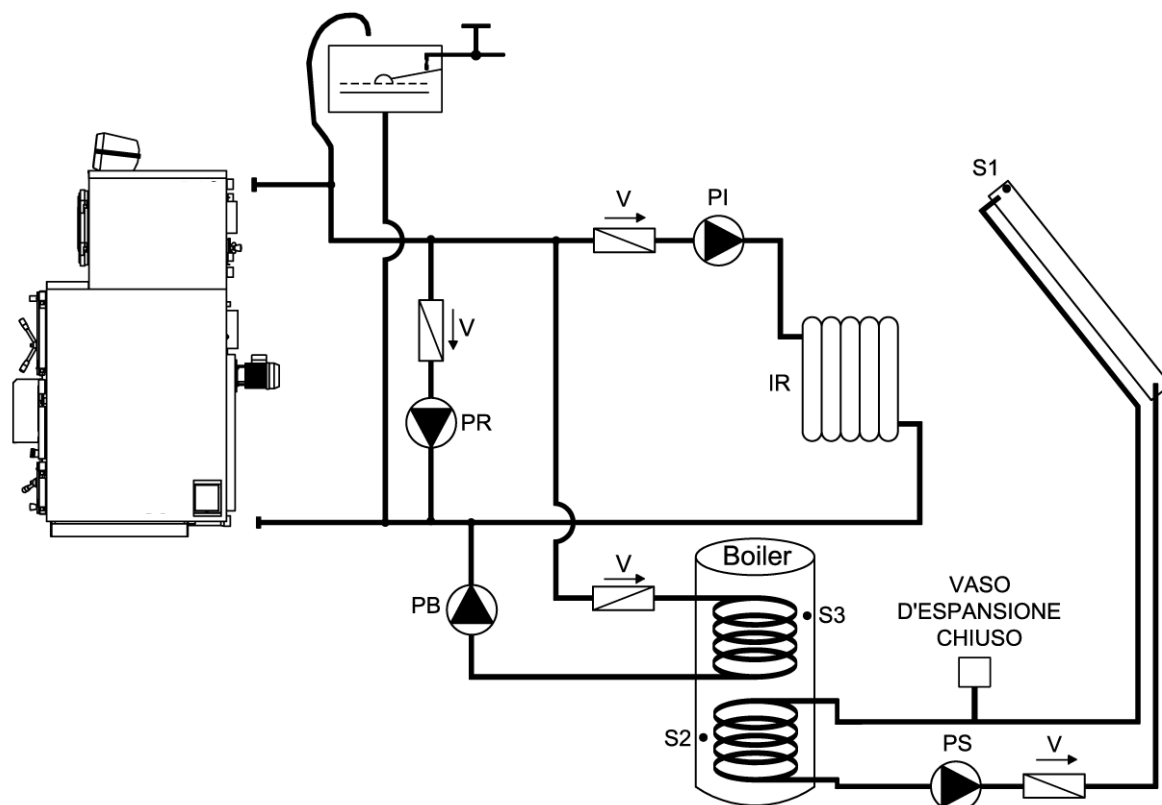 S1
V
PI
V
IR
PR
Boiler
V
PB
S3
VASO
D'ESPANSIONE
CHIUSO
S2
PS
V